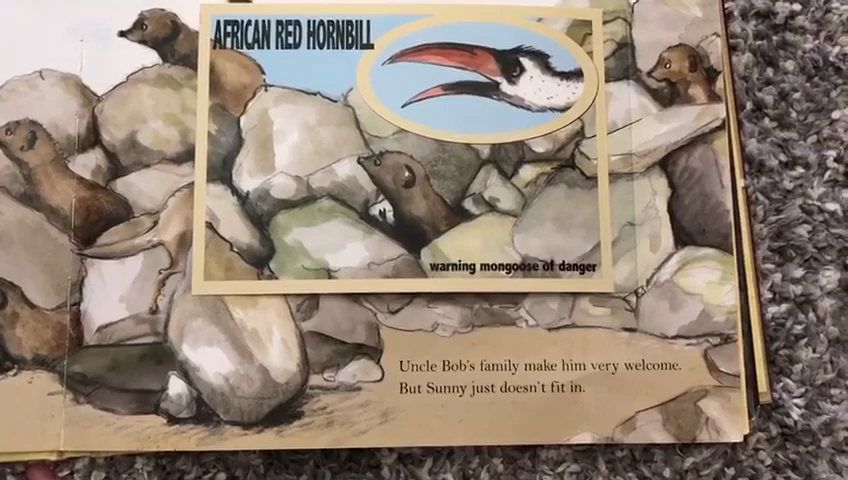 AFRICAN RED HORNBILL
warning mongoose of danger
Uncle Bob's family make him very welcome.
But Sunny just doesn't fit in.